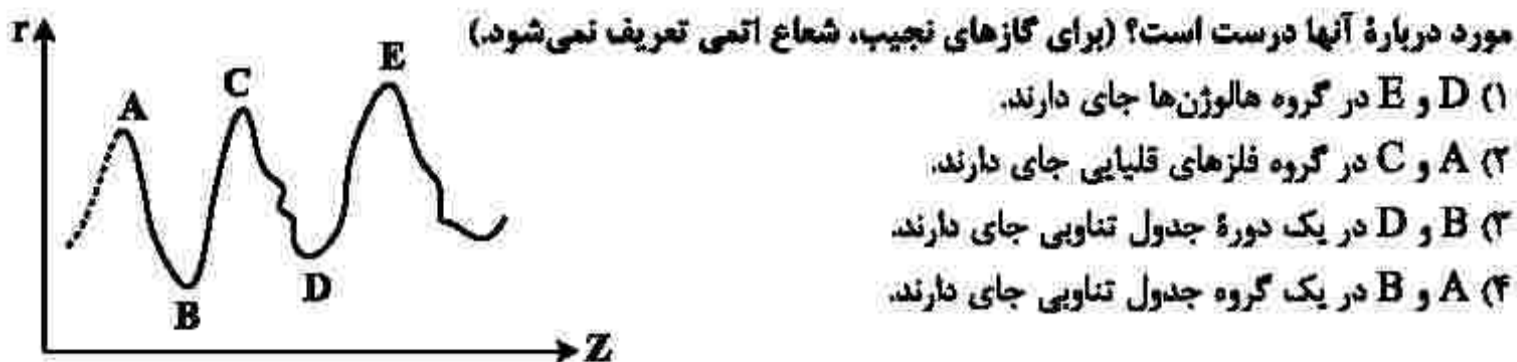 مورد دربارهٔ آنها درست است؟ (برای گازهای نجیب، شعاع اتمی تعریف نمی‌شود.)
۱) D و E در گروه هالوژن‌ها جای دارند.
۲) A و C در گروه فلزهای قلیایی جای دارند.
۳) B و D در یک دورهٔ جدول تناوبی جای دارند.
۴) A و B در یک گروه جدول تناوبی جای دارند.
r
A
B
C
D
E
Z